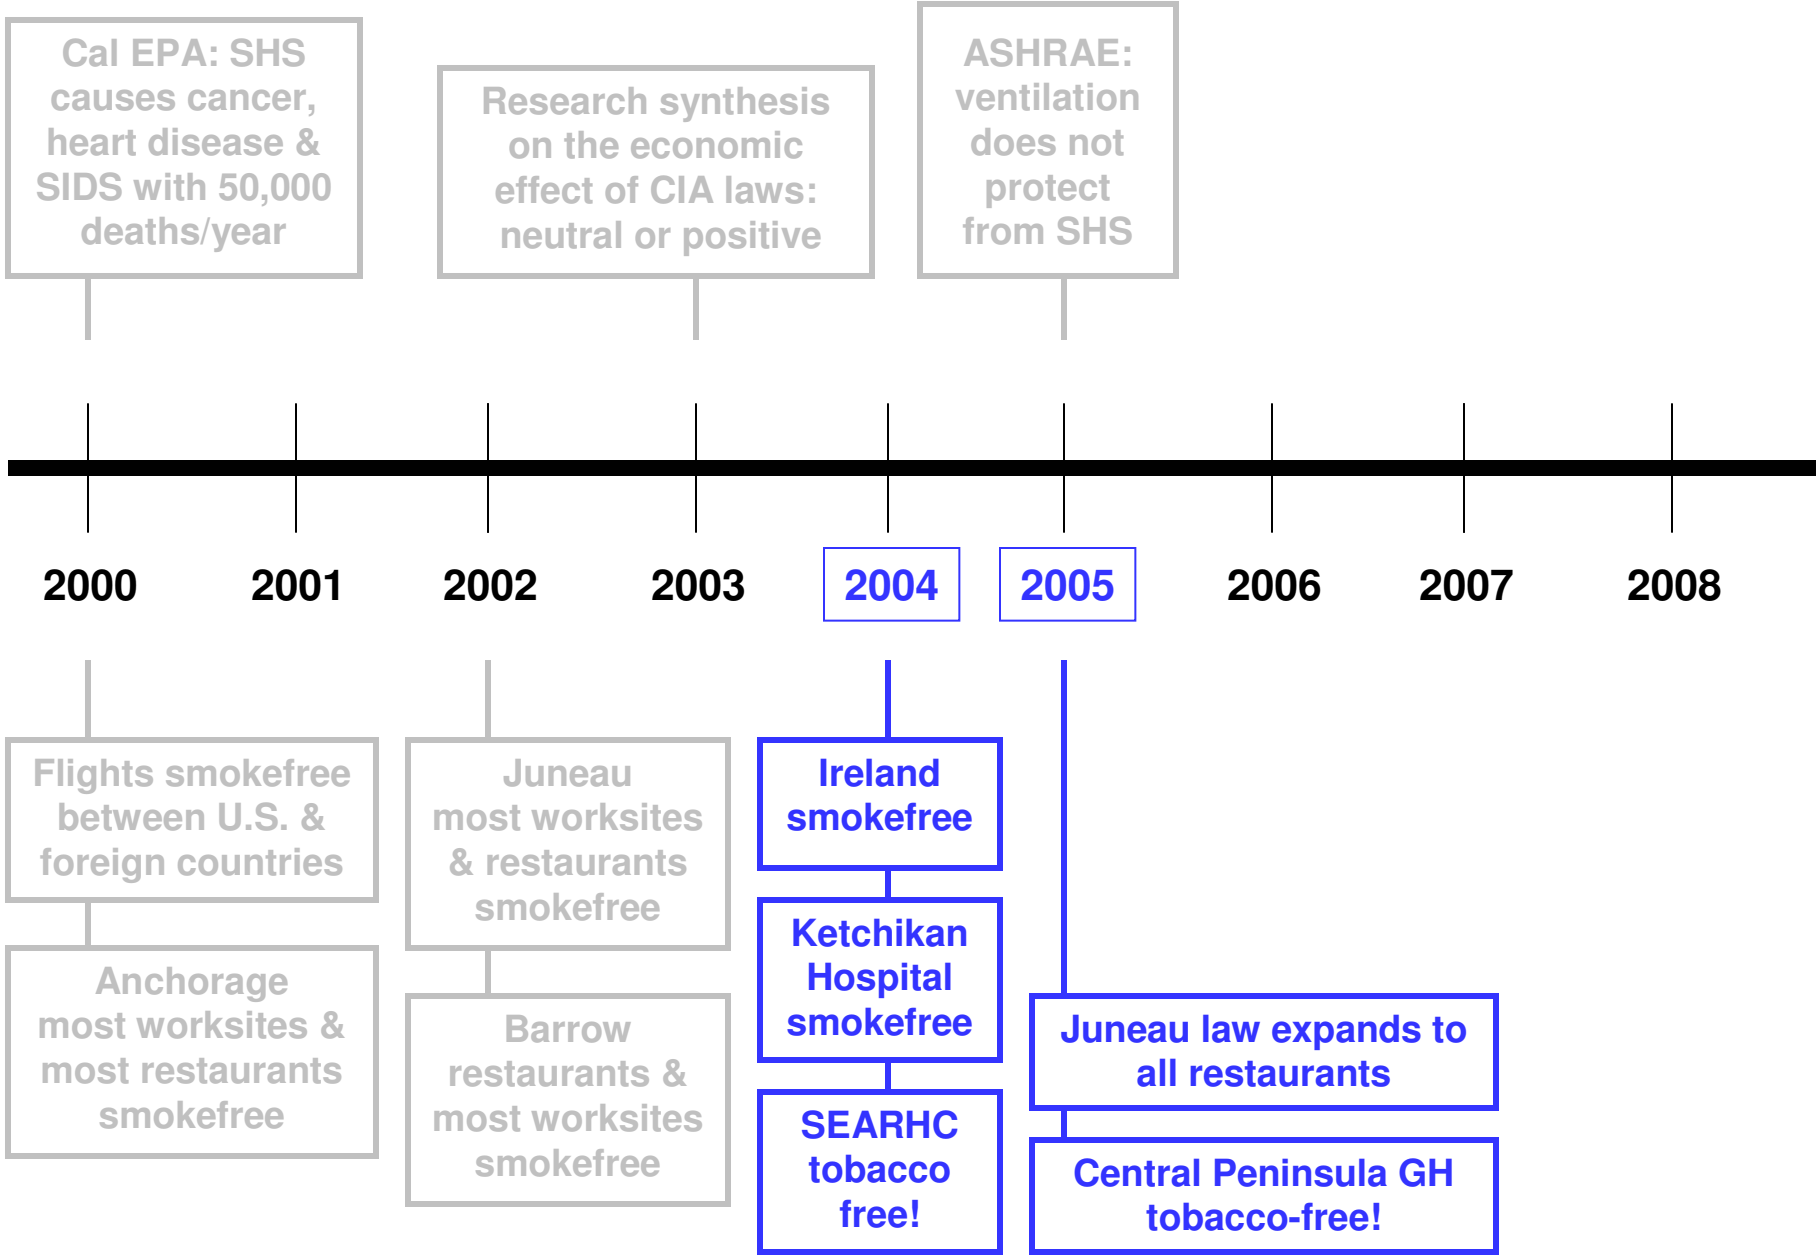 Cal EPA: SHS
causes cancer,
heart disease &
SIDS with 50,000
deaths/year
Research synthesis
on the economic
effect of CIA laws:
neutral or positive
ASHRAE:
ventilation
does not
protect
from SHS
2000
2001
2002
2003
2004
2005
2006
2007
2008
Flights smokefree
between U.S. &
foreign countries
Anchorage
most worksites &
most restaurants
smokefree
Juneau
most worksites
& restaurants
smokefree
Barrow
restaurants &
most worksites
smokefree
Ireland
smokefree
Ketchikan
Hospital
smokefree
SEARHC
tobacco
free!
Juneau law expands to
all restaurants
Central Peninsula GH
tobacco-free!